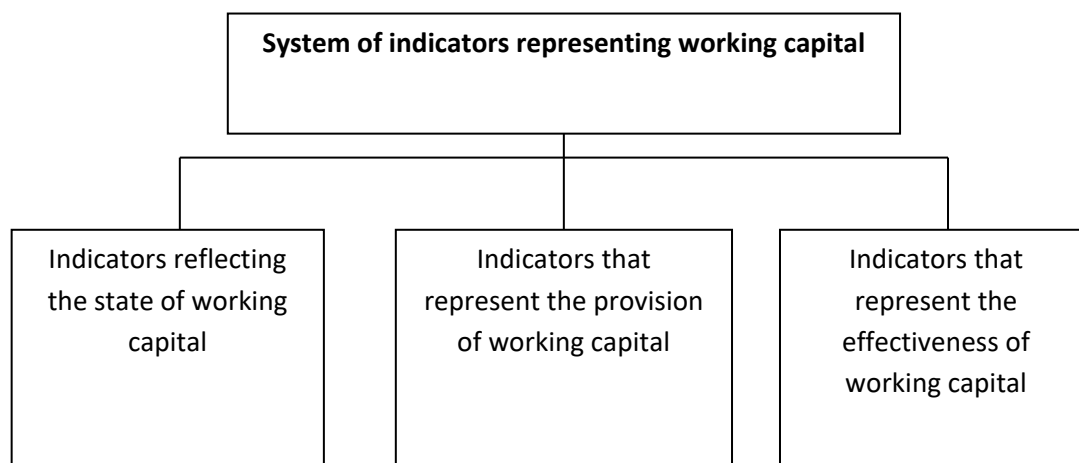 System of indicators representing working capital
Indicators reflecting
the state of working
capital
Indicators that
represent the provision
of working capital
Indicators that
represent the
effectiveness of
working capital